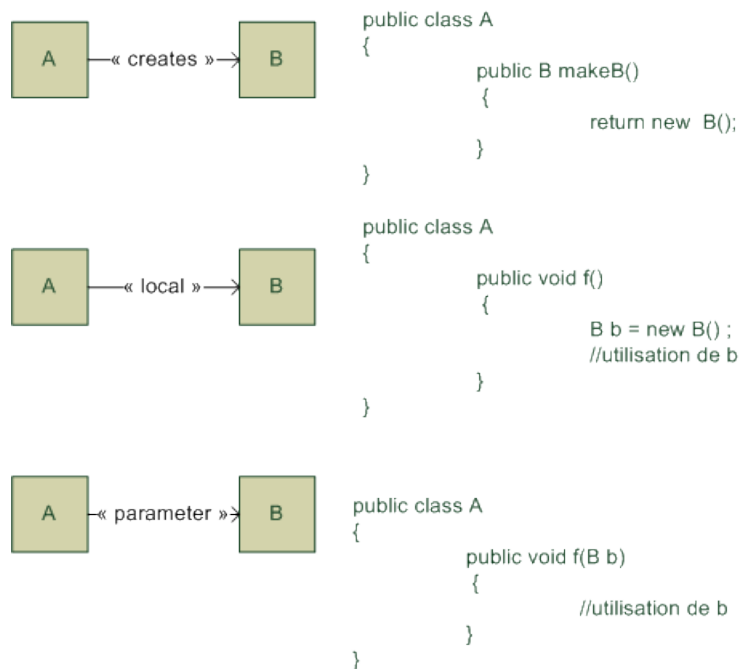 A
« creates »
B
public class A
{
public B makeB()
{
return new B();
}
}
A
« local »
B
public class A
{
public void f()
{
B b = new B() ;
//utilisation de b
}
}
A
« parameter »
B
public class A
{
public void f(B b)
{
//utilisation de b
}
}